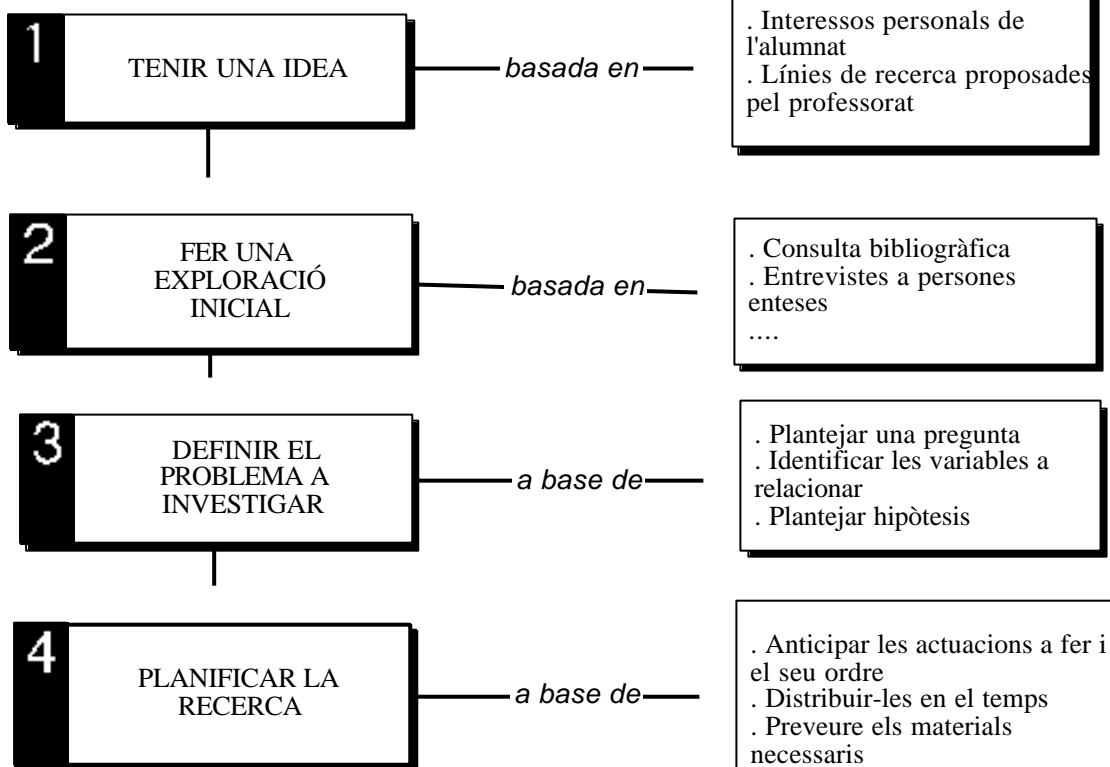 1
TENIR UNA IDEA
basada en
. Interessos personals de
l'alumnat
. Línies de recerca proposades
pel professorat
2
FER UNA
EXPLORACIÓ
INICIAL
basada en
. Consulta bibliogràfica
. Entrevistes a persones
enteses
....
3
DEFINIR EL
PROBLEMA A
INVESTIGAR
a base de
. Plantejar una pregunta
. Identificar les variables a
relacionar
. Plantejar hipòtesis
4
PLANIFICAR LA
RECERCA
a base de
. Anticipar les actuacions a fer i
el seu ordre
. Distribuir-les en el temps
. Preveure els materials
necessaris